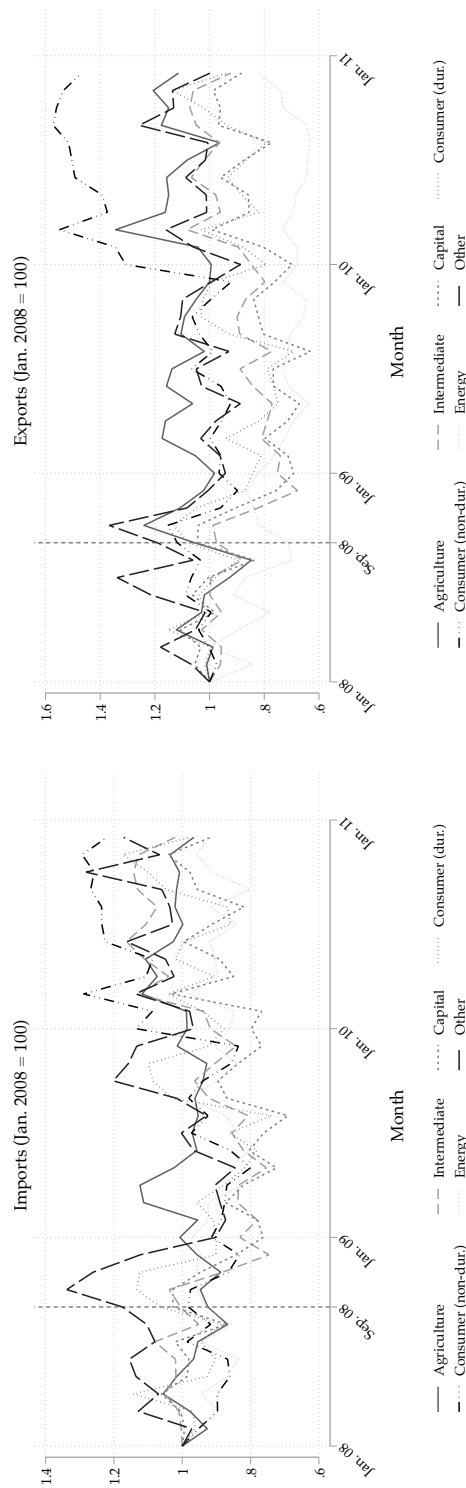 Imports (Jan. 2008 = 100)
1.4
1.2
1
.8
.6
Jan. 08
Sep. 08
Jan. 09
Jan. 10
Jan. 11
Month
Agriculture
Intermediate
Capital
Consumer (dur.)
Consumer (non-dur.)
Energy
Other
Exports (Jan. 2008 = 100)
1.6
1.4
1.2
1
.8
.6
Jan. 08
Sep. 08
Jan. 09
Jan. 10
Jan. 11
Month
Agriculture
Intermediate
Capital
Consumer (dur.)
Consumer (non-dur.)
Energy
Other